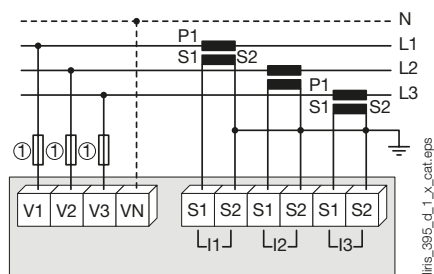 N
P1 L1
S1 S2
L2
P1
L3
S1 S2
① ① ①
V1 V2 V3 VN S1 S2 S1 S2 S1 S2
I1 I2 I3
Iiris_395_d_1_x_cat.eps